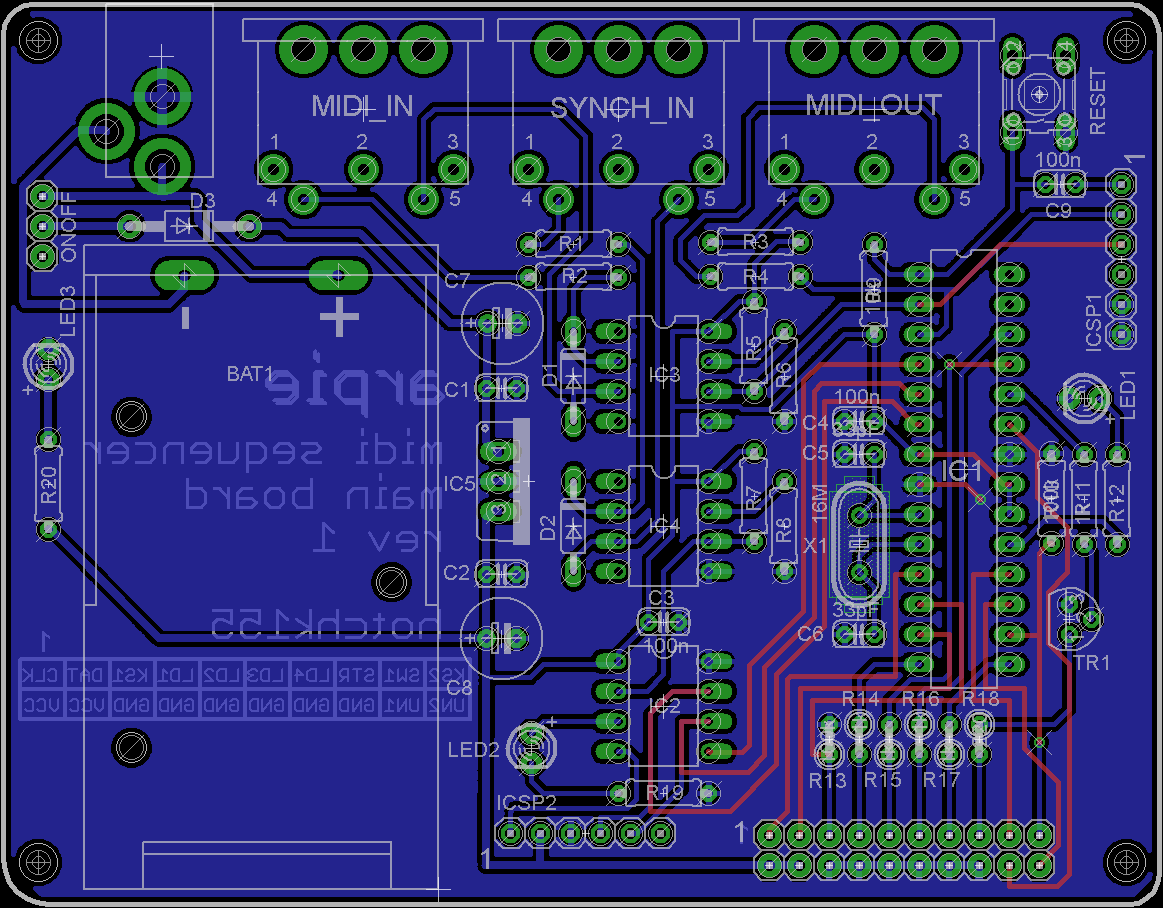 MIDI_IN
SYNCH_IN
MIDI_OUT
RESET
1 2 3
1 2 3
1 2 3
4 5
4 5
4 5
2 4
100n
1
C9
ONOFF
D3
R1
R2
R3
R4
C7
LED3
- +
+
ICSP1
BAT1
arpie
midi sequencer
main board
rev 1
hotchk155
C1
D1
IC3
R5
R6
100n
C4
C5
LED1
+
R20
IC5
D2
IC4
R7
R8
16M
X1
IC1
R11
R12
C2
C3
100n
33pF
C6
TR1
1
KS2 SW1 STR LD4 LD3 LD2 LD1 KS1 DAT CLK
UN2 UN1 GND GND GND GND GND GND VCC VCC
C8
IC2
R14 R16 R18
LED2
+
R13 R15 R17
R19
ICSP2
1
1